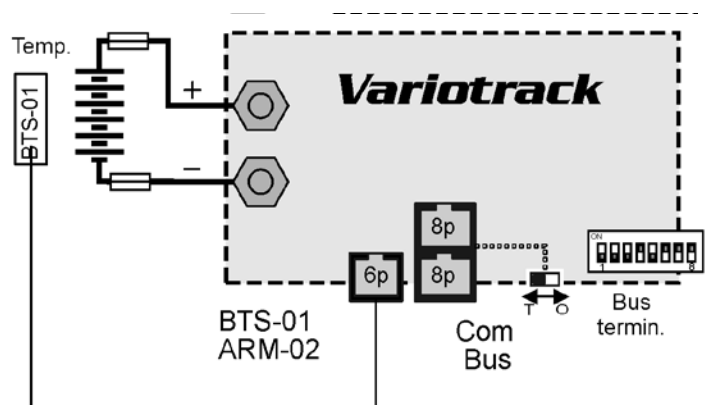 Temp.
BTS-01
+
−
Variotrack
8p
8p
6p
ON
1
8
T
O
Bus
termin.
BTS-01
ARM-02
Com
Bus